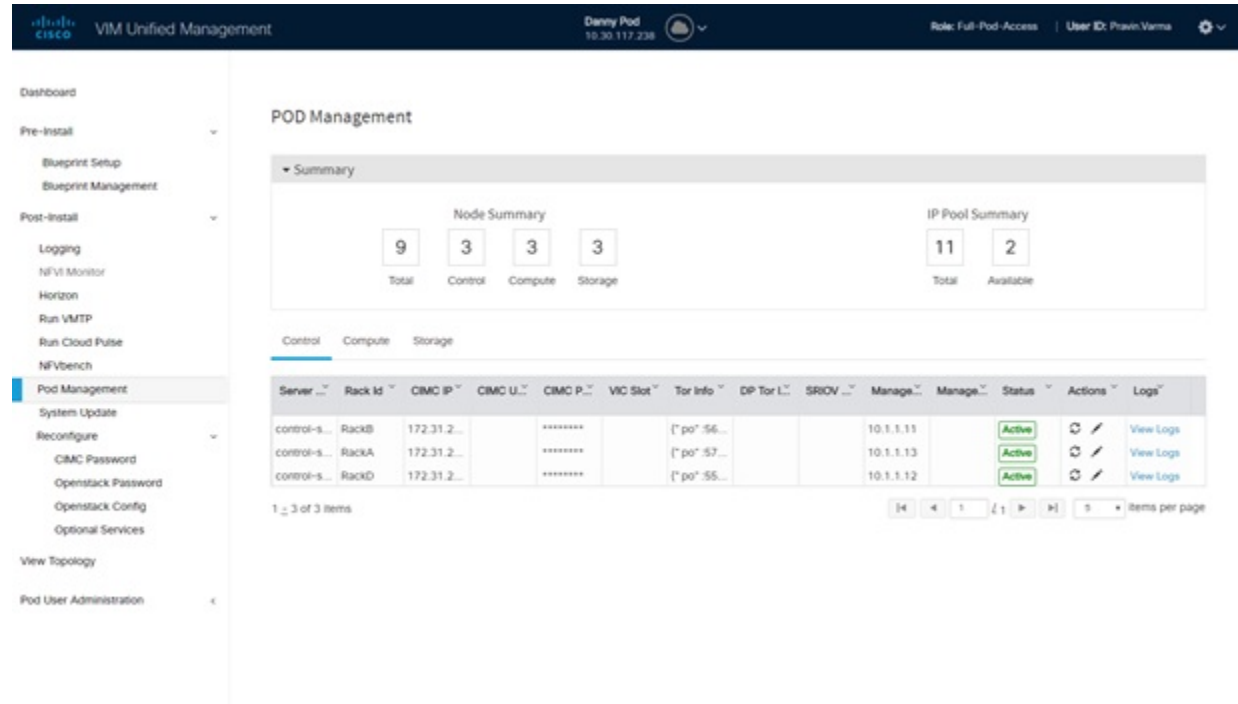 CISCO VIM Unified Management
Danny Pod
10.30.117.238
Role: Full-Pod-Access | User ID: Pravin.Varma
Dashboard
Pre-Install
Blueprint Setup
Blueprint Management
Post-Install
Logging
NFVI Monitor
Horizon
Run VMTP
Run Cloud Pulse
NFVbench
Pod Management
System Update
Reconfigure
CIMC Password
Openstack Password
Openstack Config
Optional Services
View Topology
Pod User Administration
POD Management
Summary
Node Summary
9 3 3 3
Total Control Compute Storage
IP Pool Summary
11 2
Total Available
Control Compute Storage
Server ... Rack Id CIMC IP CIMC U... CIMC P... VIC Slot Tor Info DP Tor I... SRIOV ... Manage... Manage... Status Actions Logs
control-s... RackB 172.31.2... ******** {"po":56... 10.1.1.11 Active View Logs
control-s... RackA 172.31.2... ******** {"po":57... 10.1.1.13 Active View Logs
control-s... RackD 172.31.2... ******** {"po":55... 10.1.1.12 Active View Logs
1 - 3 of 3 items
1 / 1 5 items per page